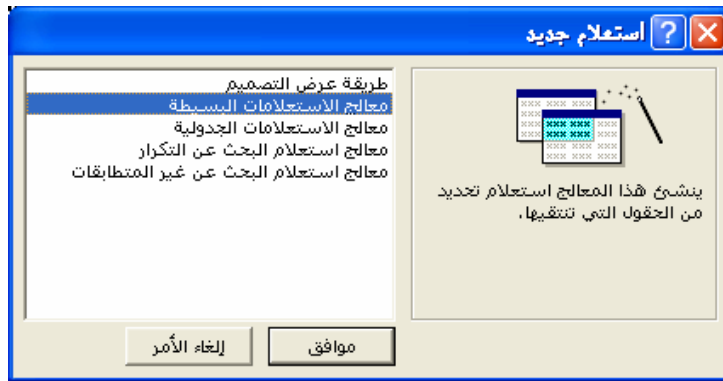 استعلام جديد
طريقة عرض التصميم
معالج الاستعلامات البسيطة
معالج الاستعلامات الجدولية
معالج استعلام البحث عن التكرار
معالج استعلام البحث عن غير المتطابقات
ينشئ هذا المعالج استعلام تحديد
من الحقول التي تنتقيها.
موافق
إلغاء الأمر